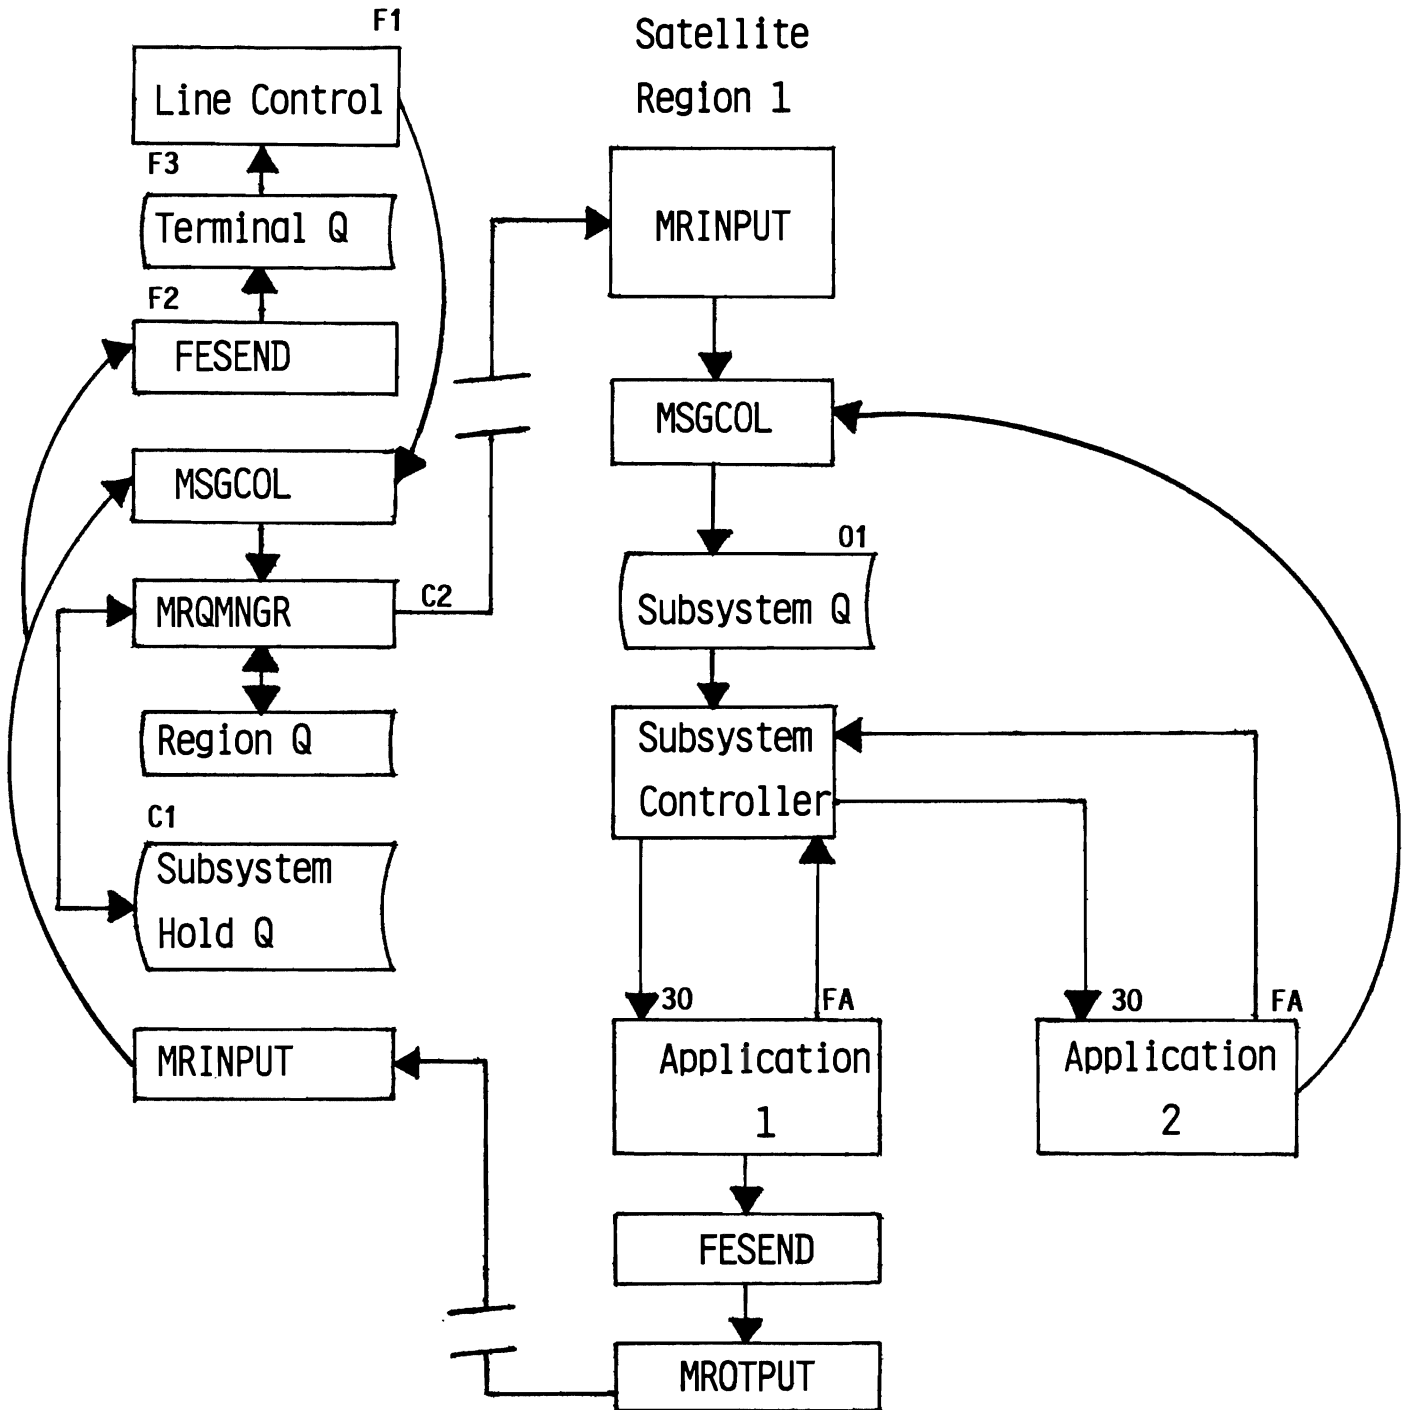 F1
Line Control
F3
Terminal Q
F2
FESEND
MSGCOL
MRQMNGR
C2
Region Q
C1
Subsystem
Hold Q
MRINPUT
Satellite
Region 1
MRINPUT
MSGCOL
01
Subsystem Q
Subsystem
Controller
30
FA
Application
1
FESEND
MROTPUT
30
FA
Application
2